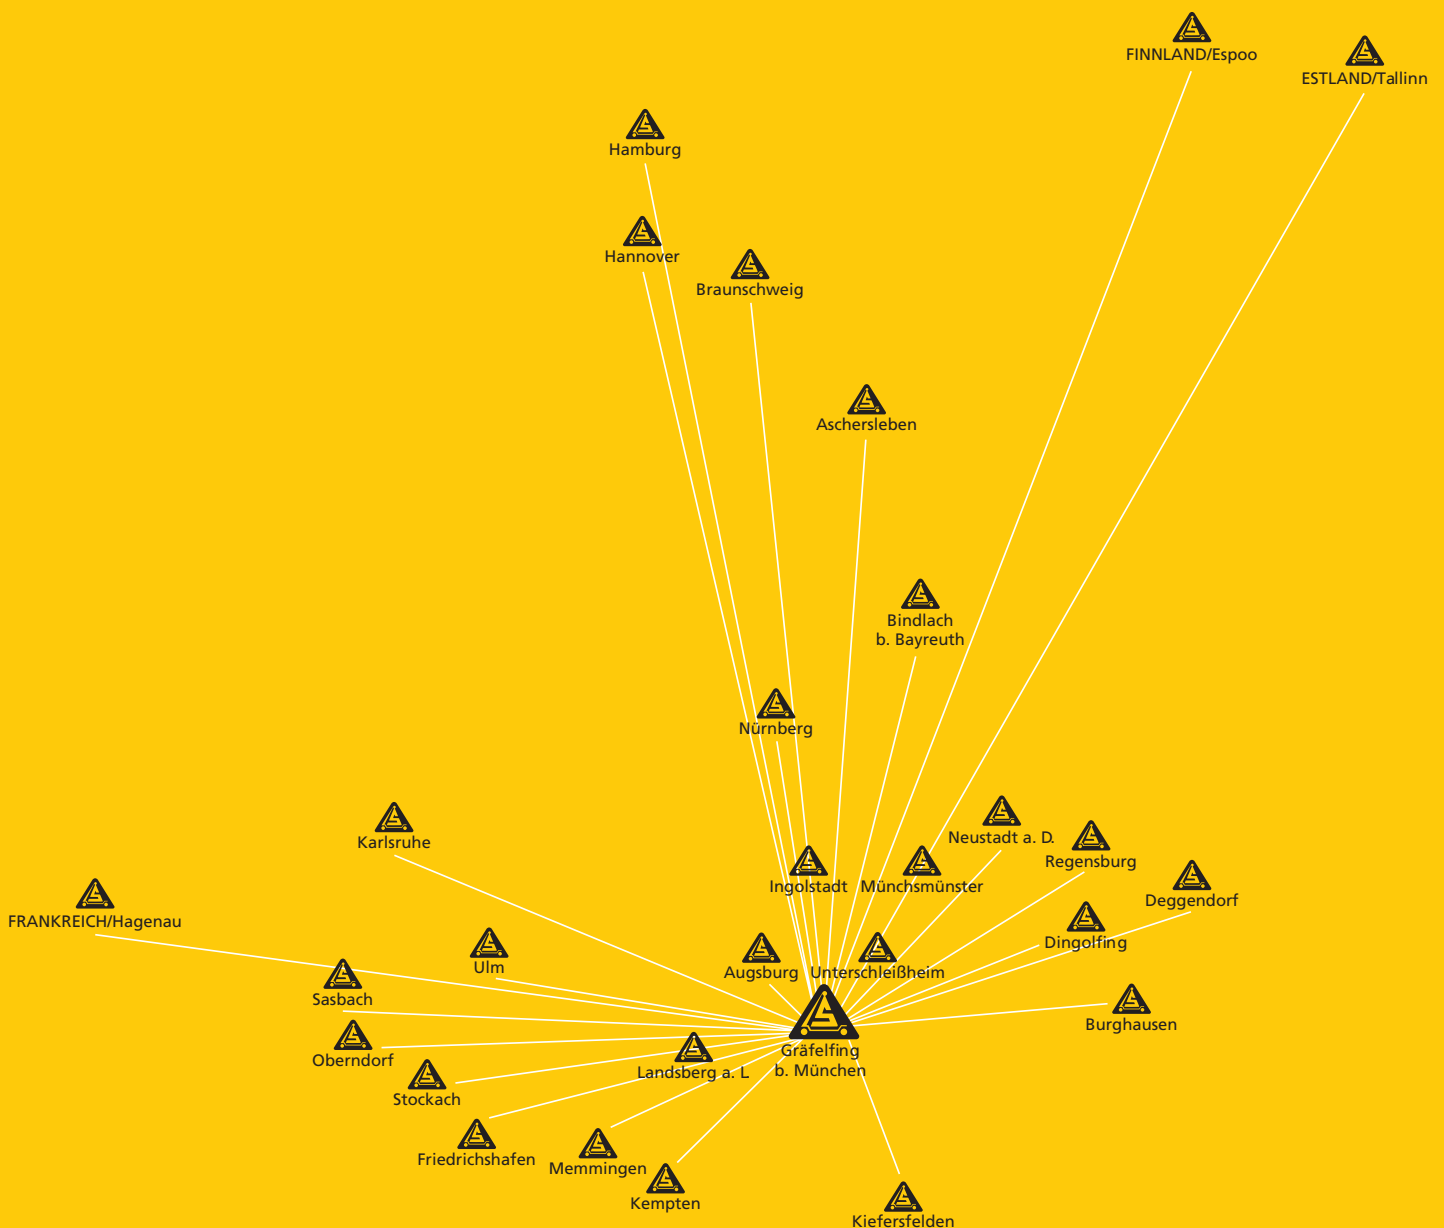 FINNLAND/Espoo
ESTLAND/Tallinn
Hamburg
Hannover
Braunschweig
Aschersleben
Bindlach
b. Bayreuth
Nürnberg
Karlsruhe
Neustadt a. D.
Regensburg
Ingolstadt
Münchsmünster
Deggendorf
FRANKREICH/Hagenau
Dingolfing
Ulm
Augsburg
Unterschleißheim
Sasbach
Burghausen
Gräfelfing
b. München
Oberndorf
Landsberg a. L
Stockach
Friedrichshafen
Memmingen
Kempten
Kiefersfelden